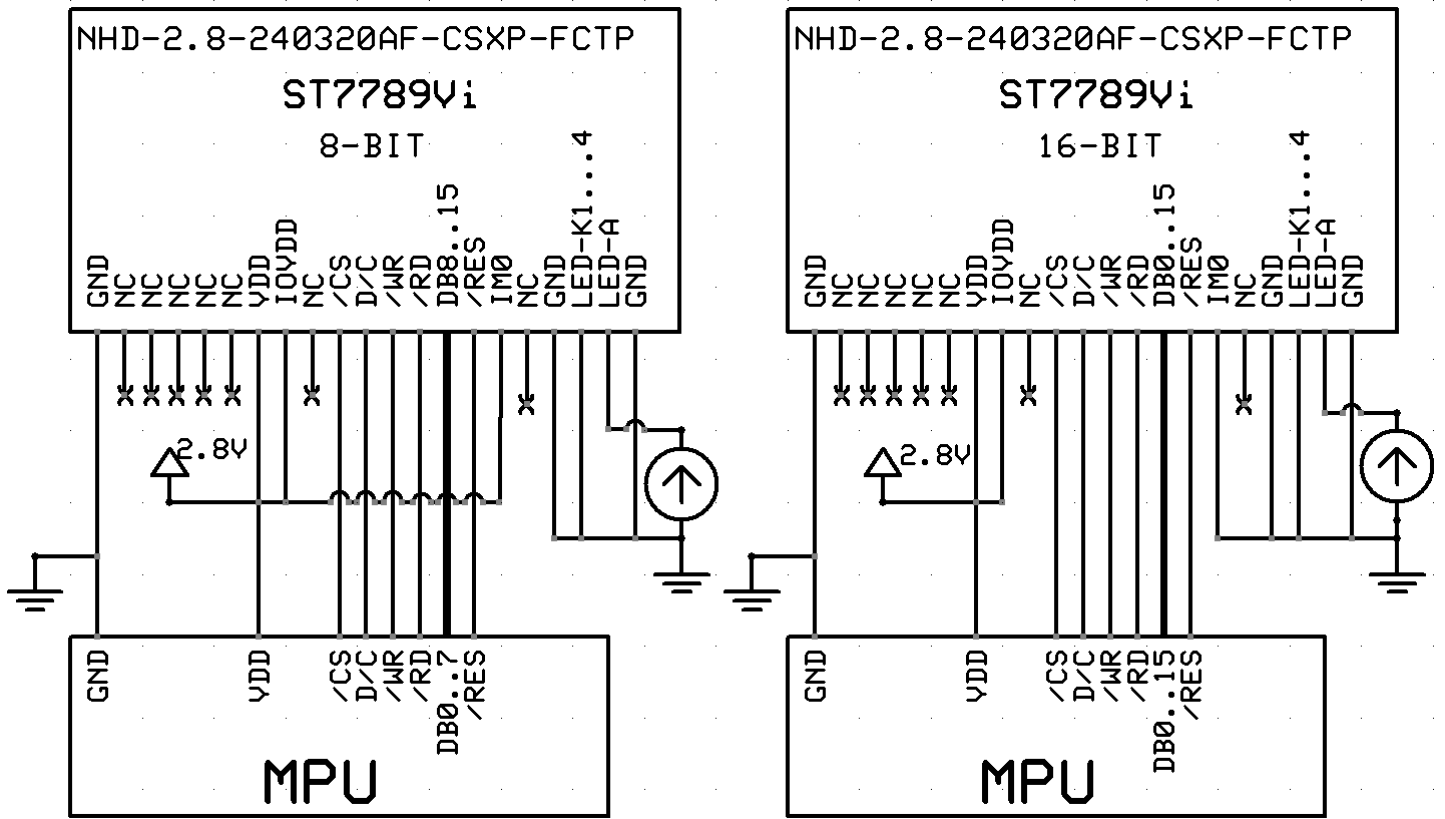 NHD-2.8-240320AF-CSXP-FCTP
ST7789Vi
8-BIT
GND
NC
NC
NC
NC
NC
VDD
IOVDD
NC
/CS
D/C
/WR
/RD
DB8..15
/RES
IM0
NC
GND
LED-K1...4
LED-A
GND
2.8V
GND
VDD
/CS
D/C
/WR
/RD
DB0..7
/RES
MPU
NHD-2.8-240320AF-CSXP-FCTP
ST7789Vi
16-BIT
GND
NC
NC
NC
NC
NC
VDD
IOVDD
NC
/CS
D/C
/WR
/RD
DB0..15
/RES
IM0
NC
GND
LED-K1...4
LED-A
GND
2.8V
GND
VDD
/CS
D/C
/WR
/RD
DB0..15
/RES
MPU